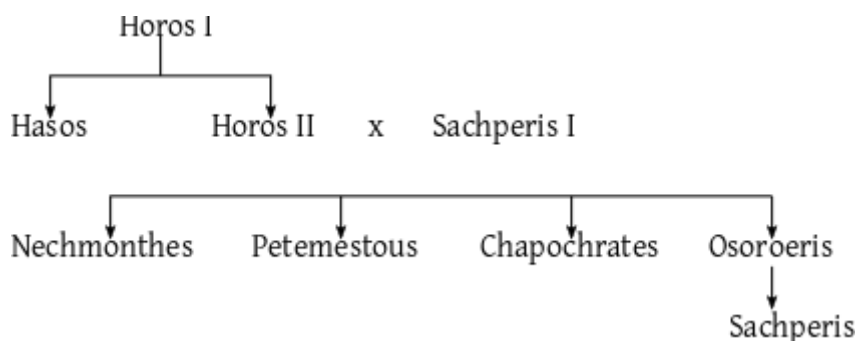 Horos I
Hasos Horos II x Sachperis I
Nechmonthes Petemestous Chapochrates Osoroeris
Sachperis